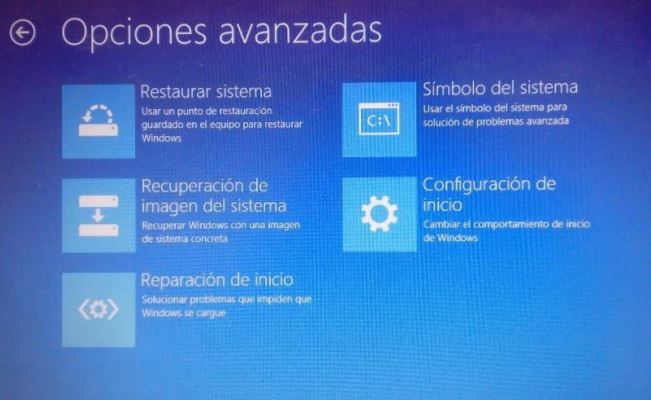 Opciones avanzadas
Restaurar sistema
Usar un punto de restauración
guardado en el equipo para restaurar
Windows
Símbolo del sistema
Usar el símbolo del sistema para
solución de problemas avanzada
C:\
Recuperación de
imagen del sistema
Recuperar Windows con una imagen
de sistema concreta
Configuración de
inicio
Cambiar el comportamiento de inicio
de Windows
Reparación de inicio
Solucionar problemas que impiden que
Windows se cargue